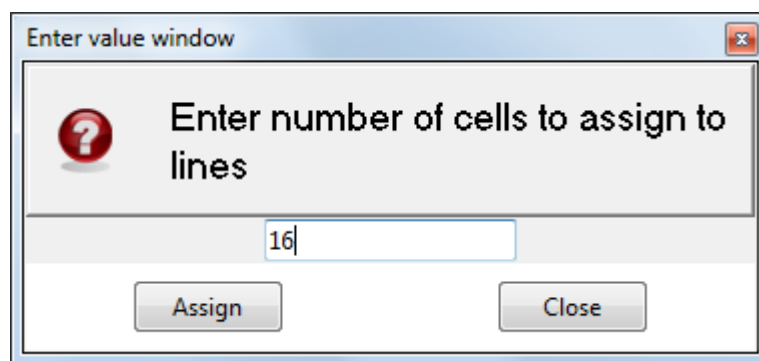 Enter value window
Enter number of cells to assign to
lines
16
Assign Close